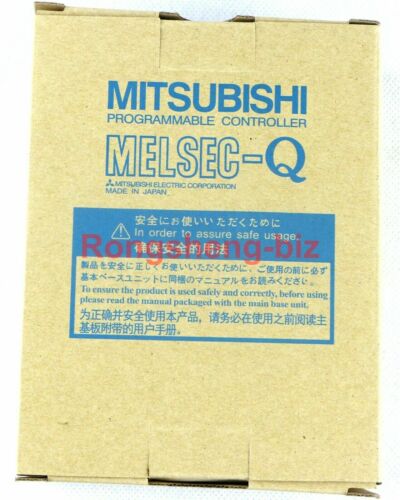 MITSUBISHI
PROGRAMMABLE CONTROLLER
MELSEC-Q
MITSUBISHI ELECTRIC CORPORATION
MADE IN JAPAN
安全にお使いいただくために
In order to assure safe usage.
确保安全的用法
Rongsheng-biz
製品を安全に正しくお使いいただくために、ご使用の前に必ず
基本ベースユニットに同梱のマニュアルをお読みください。
To ensure the product is used safely and correctly, before using
please read the manual packaged with the main base unit.
为正确并安全使用本产品，请务必在使用之前阅读主
基板附带的用户手册.